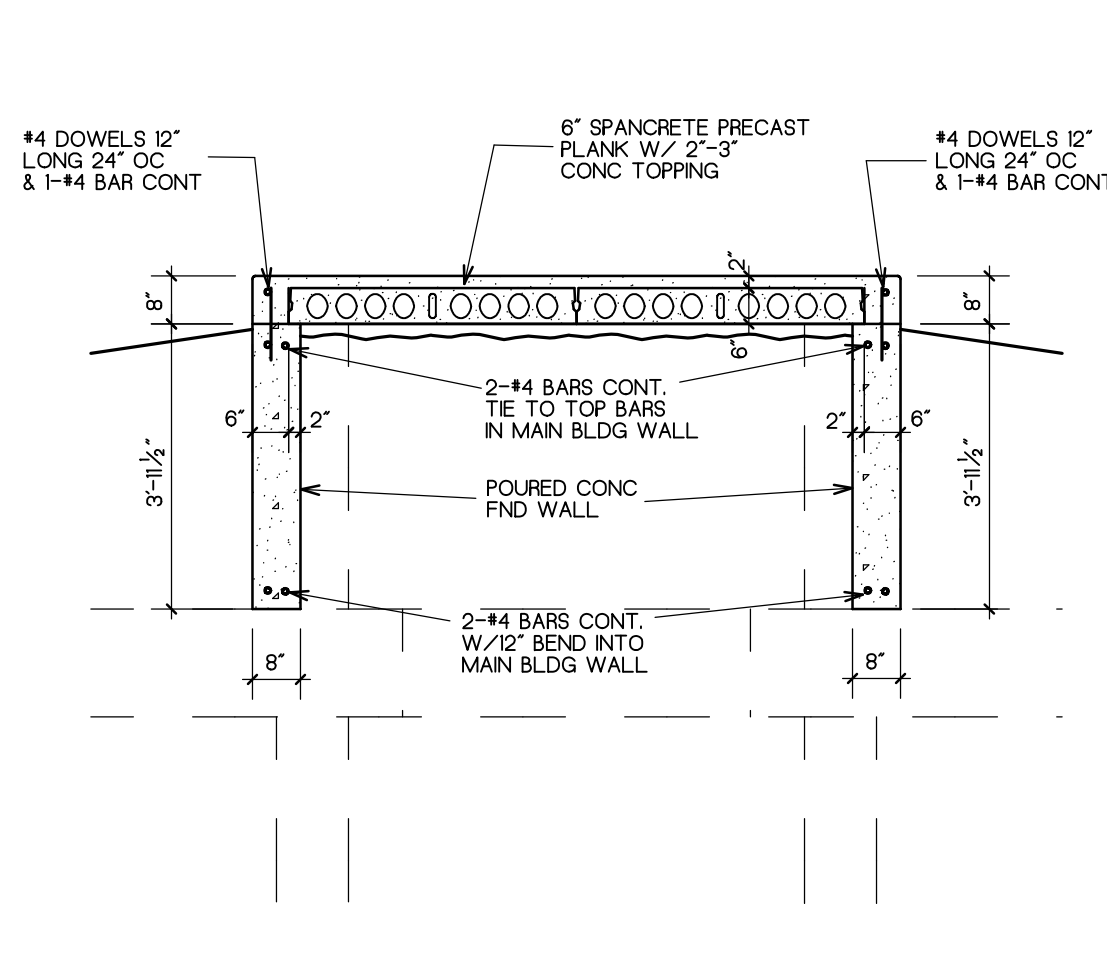 #4 DOWELS 12"
LONG 24" OC
& 1-#4 BAR CONT
6" SPANCRETE PRECAST
PLANK W/ 2"-3"
CONC TOPPING
#4 DOWELS 12"
LONG 24" OC
& 1-#4 BAR CONT
2"
8"
8"
6"
2-#4 BARS CONT.
TIE TO TOP BARS
IN MAIN BLDG WALL
6"
2"
2"
6"
3'-11½"
3'-11½"
POURED CONC
FND WALL
2-#4 BARS CONT.
W/12" BEND INTO
MAIN BLDG WALL
8"
8"